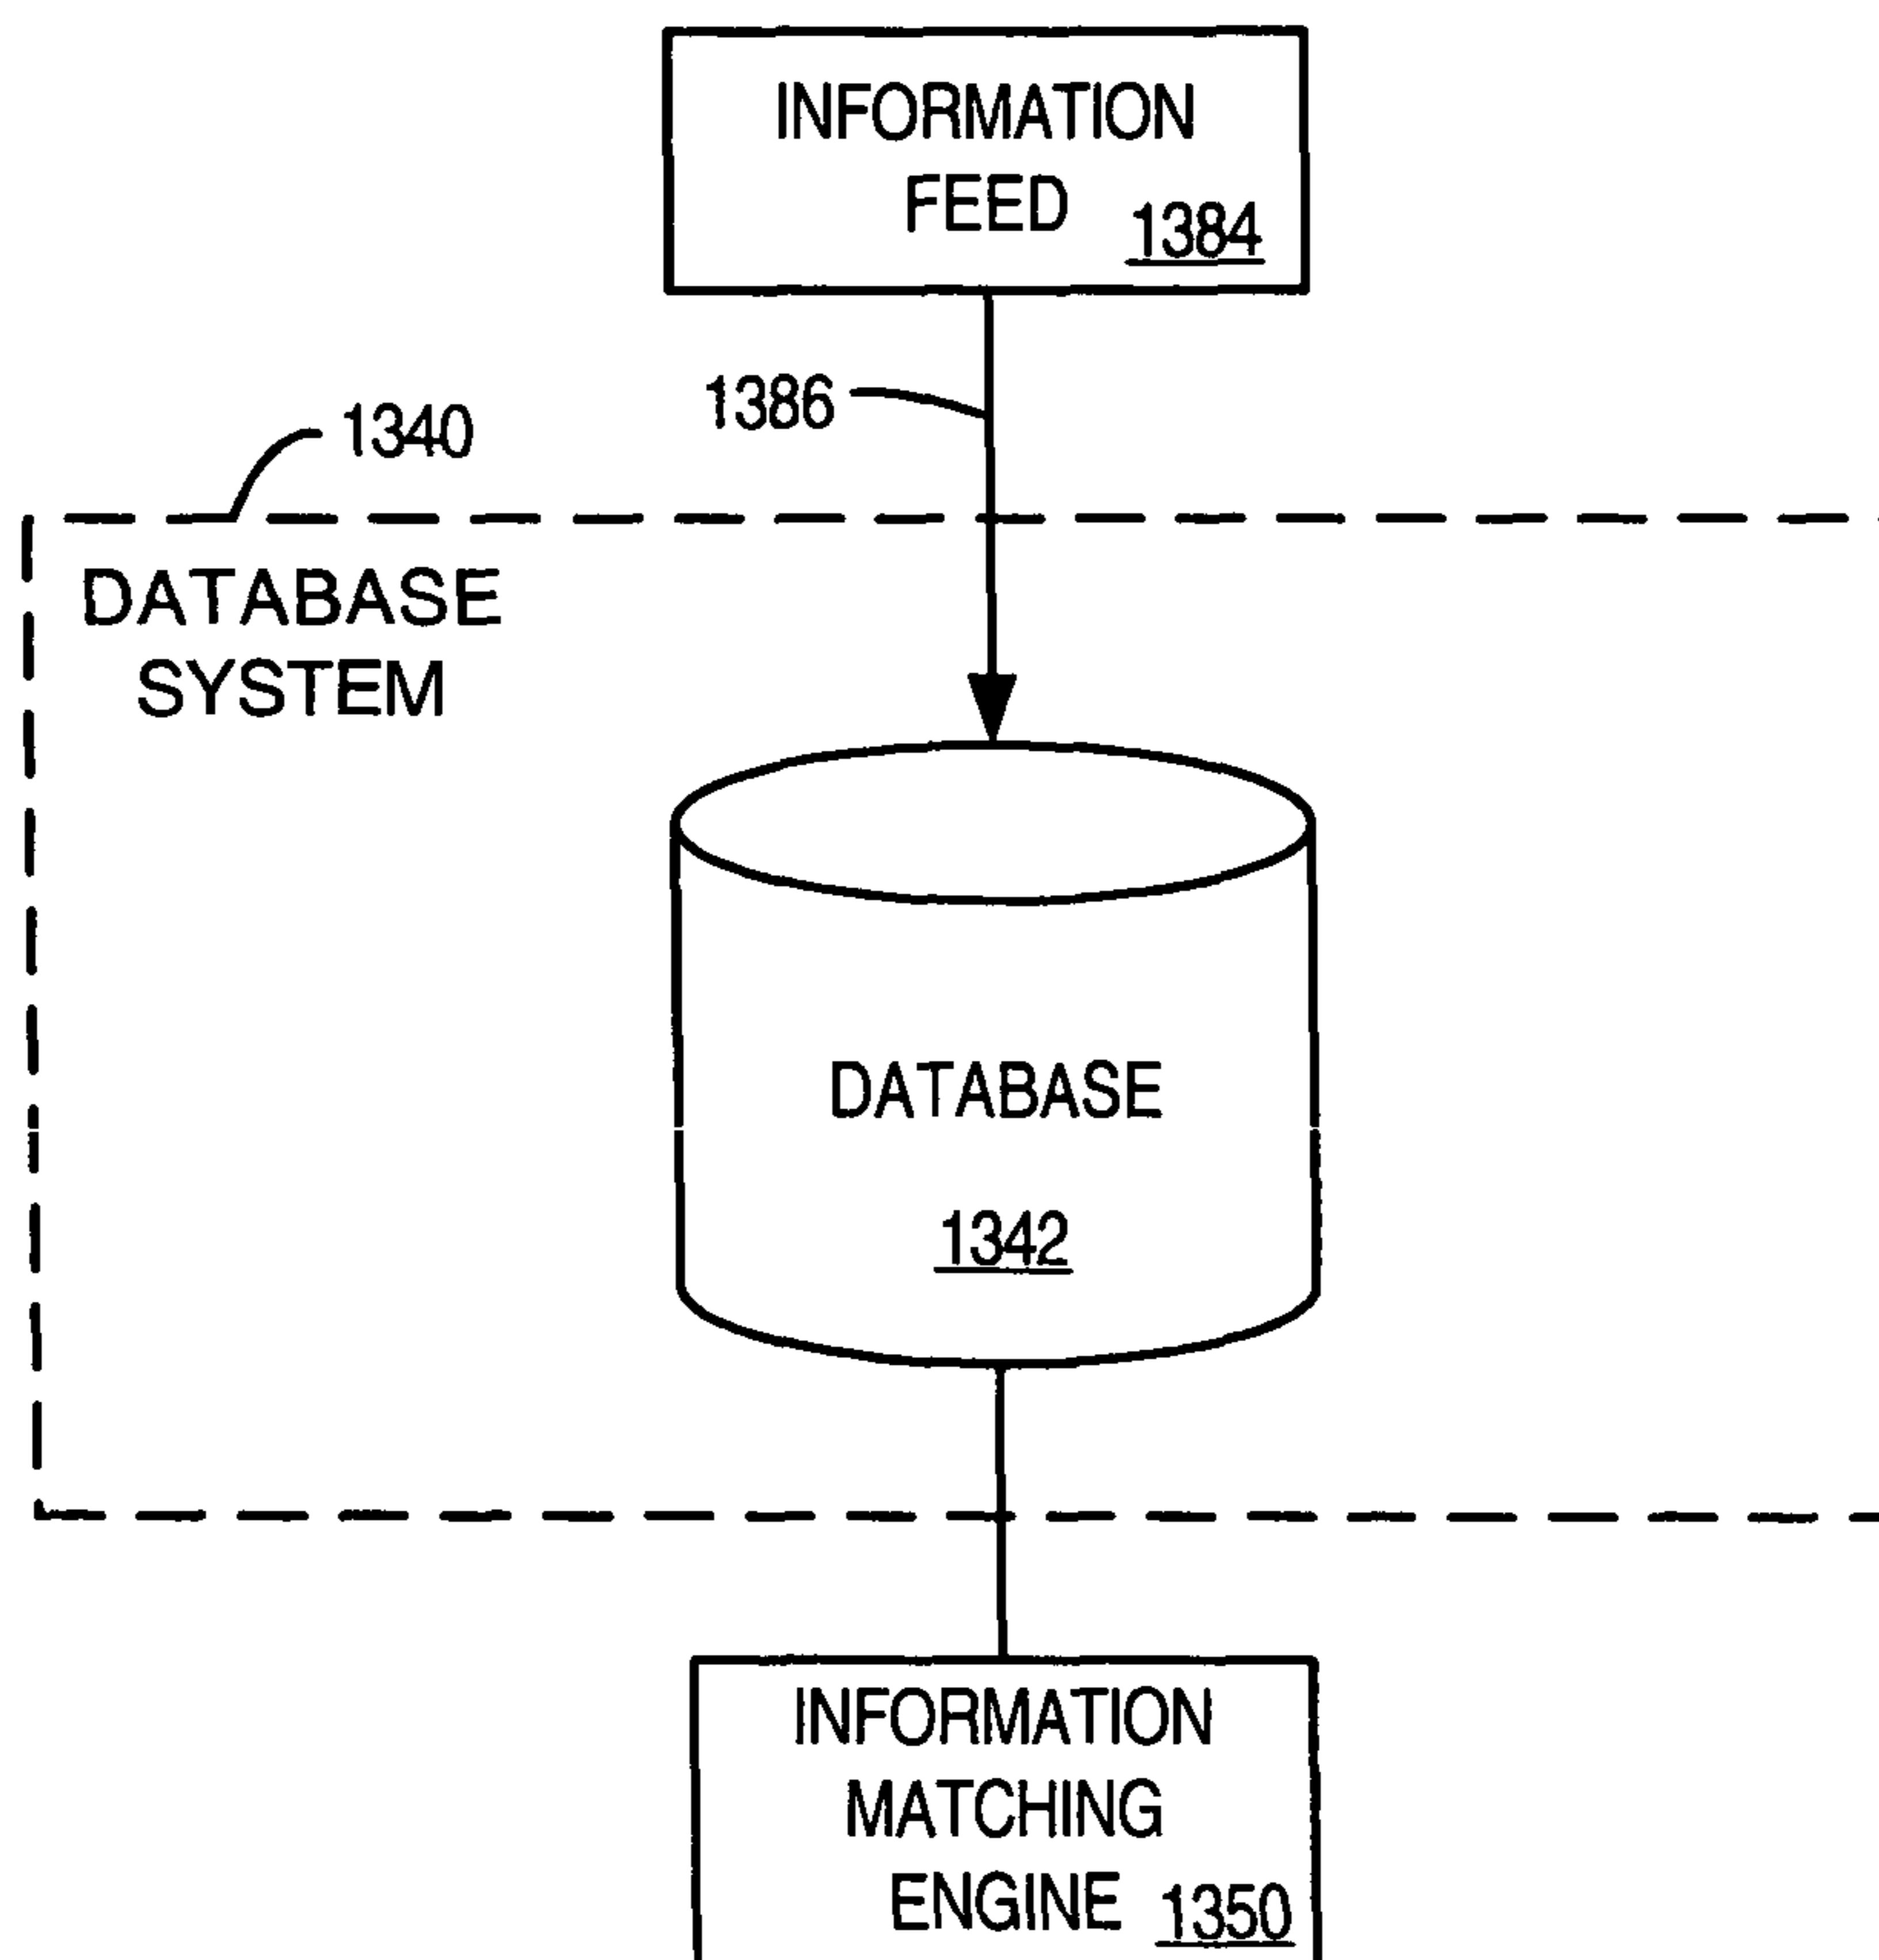 INFORMATION
FEED 1384
1386
1340
DATABASE
SYSTEM
DATABASE
1342
INFORMATION
MATCHING
ENGINE 1350